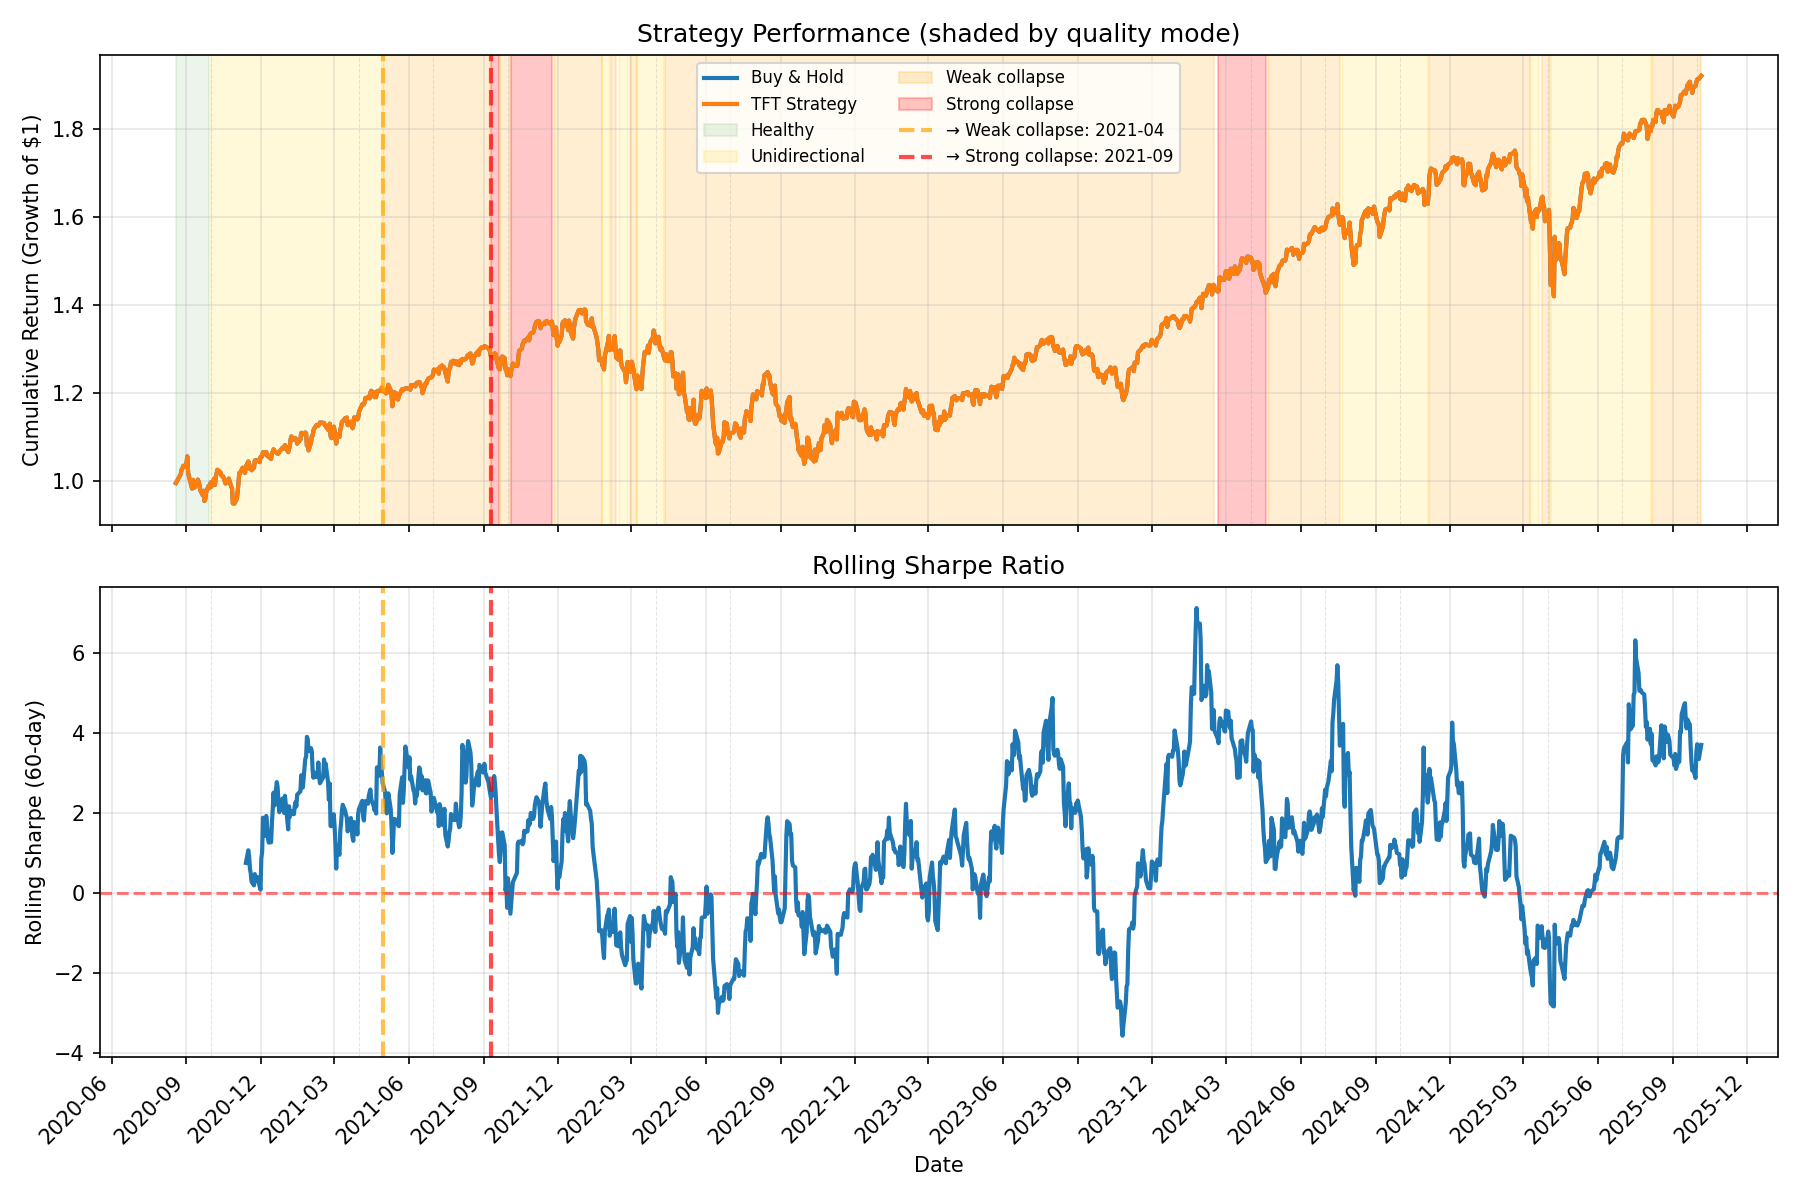 Strategy Performance (shaded by quality mode)
Cumulative Return (Growth of $1)
1.8
1.6
1.4
1.2
1.0
Buy & Hold
TFT Strategy
Healthy
Unidirectional
Weak collapse
Strong collapse
→ Weak collapse: 2021-04
→ Strong collapse: 2021-09
Rolling Sharpe Ratio
Rolling Sharpe (60-day)
6
4
2
0
−2
−4
2020-06
2020-09
2020-12
2021-03
2021-06
2021-09
2021-12
2022-03
2022-06
2022-09
2022-12
2023-03
2023-06
2023-09
2023-12
2024-03
2024-06
2024-09
2024-12
2025-03
2025-06
2025-09
2025-12
Date